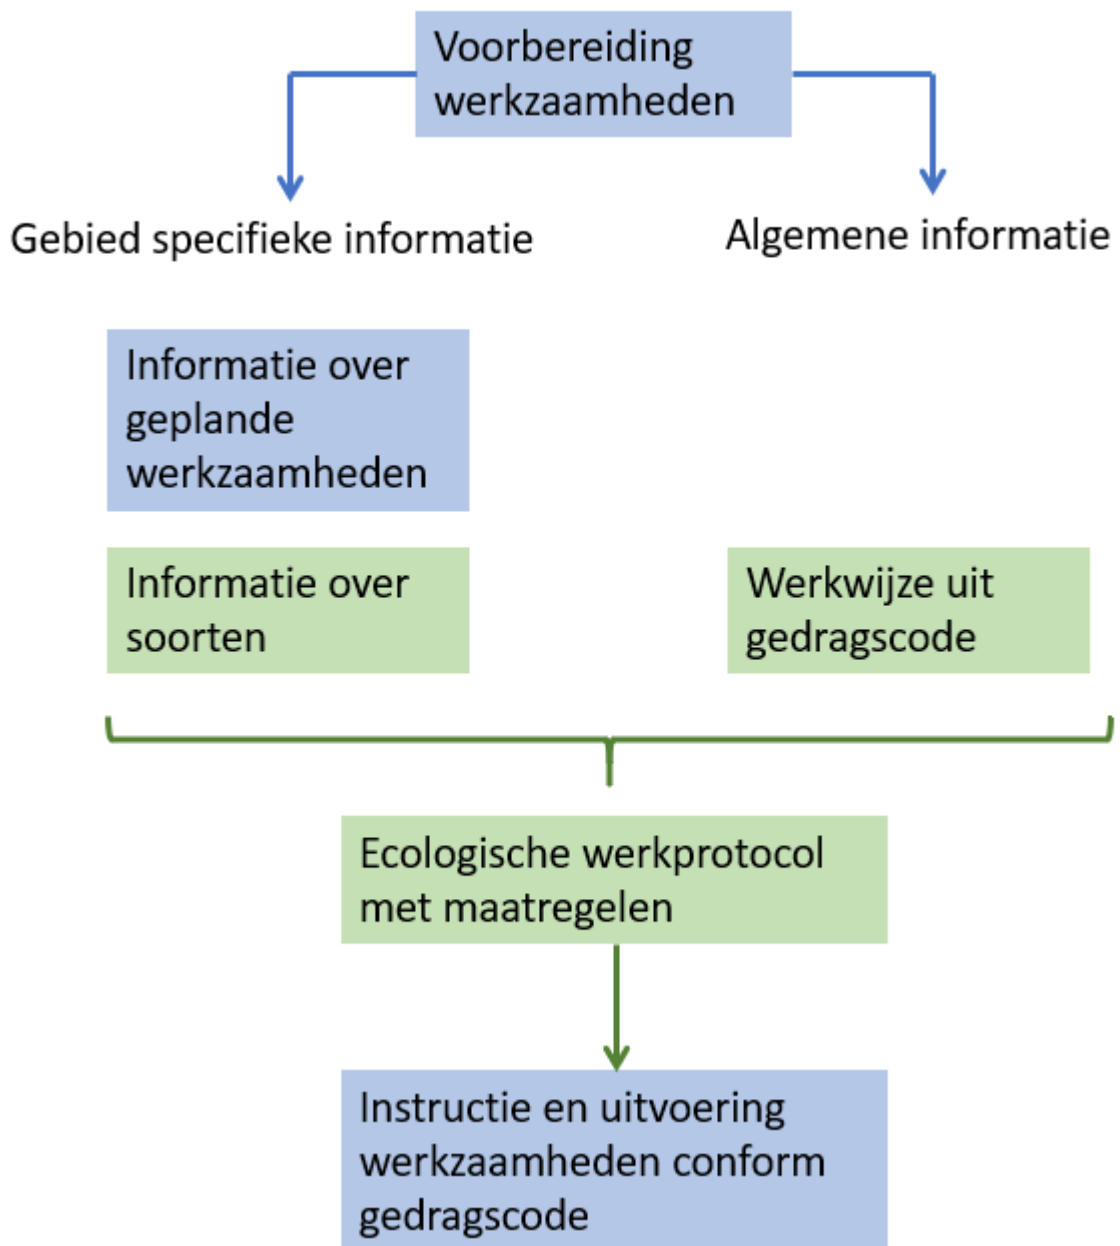 Voorbereiding
werkzaamheden
Gebied specifieke informatie
Algemene informatie
Informatie over
geplande
werkzaamheden
Informatie over
soorten
Werkwijze uit
gedragscode
Ecologische werkprotocol
met maatregelen
Instructie en uitvoering
werkzaamheden conform
gedragscode